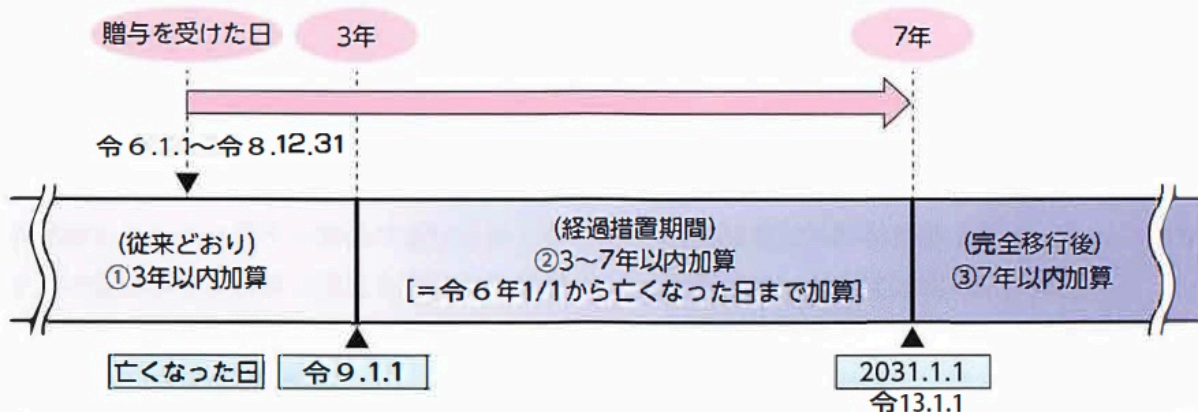 贈与を受けた日
3年
7年
令6.1.1～令8.12.31
(従来どおり)
①3年以内加算
(経過措置期間)
②3～7年以内加算
[＝令6年1/1から亡くなった日まで加算]
(完全移行後)
③7年以内加算
亡くなった日
令9.1.1
2031.1.1
令13.1.1